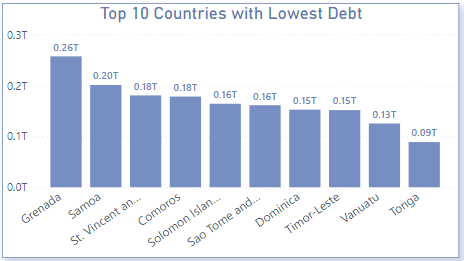 Top 10 Countries with Lowest Debt
0.3T
0.2T
0.1T
0.0T
0.26T
0.20T
0.18T
0.18T
0.16T
0.16T
0.15T
0.15T
0.13T
0.09T
Grenada
Samoa
St. Vincent an...
Comoros
Solomon Islan...
Sao Tome and...
Dominica
Timor-Leste
Vanuatu
Tonga